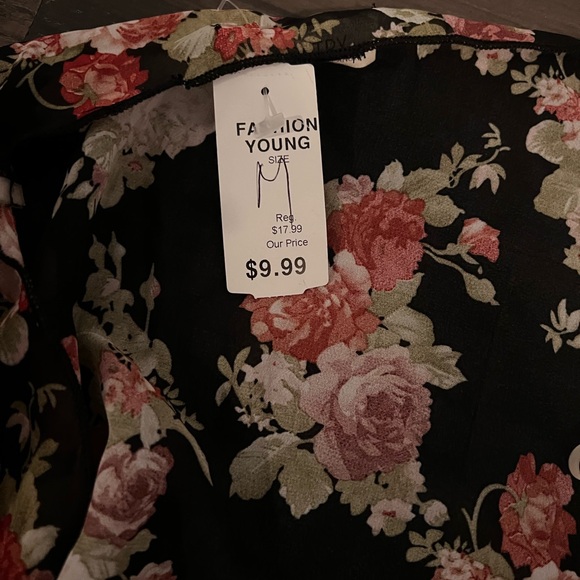 FASHION
YOUNG
SIZE
M
Reg.
$17.99
Our Price
$9.99